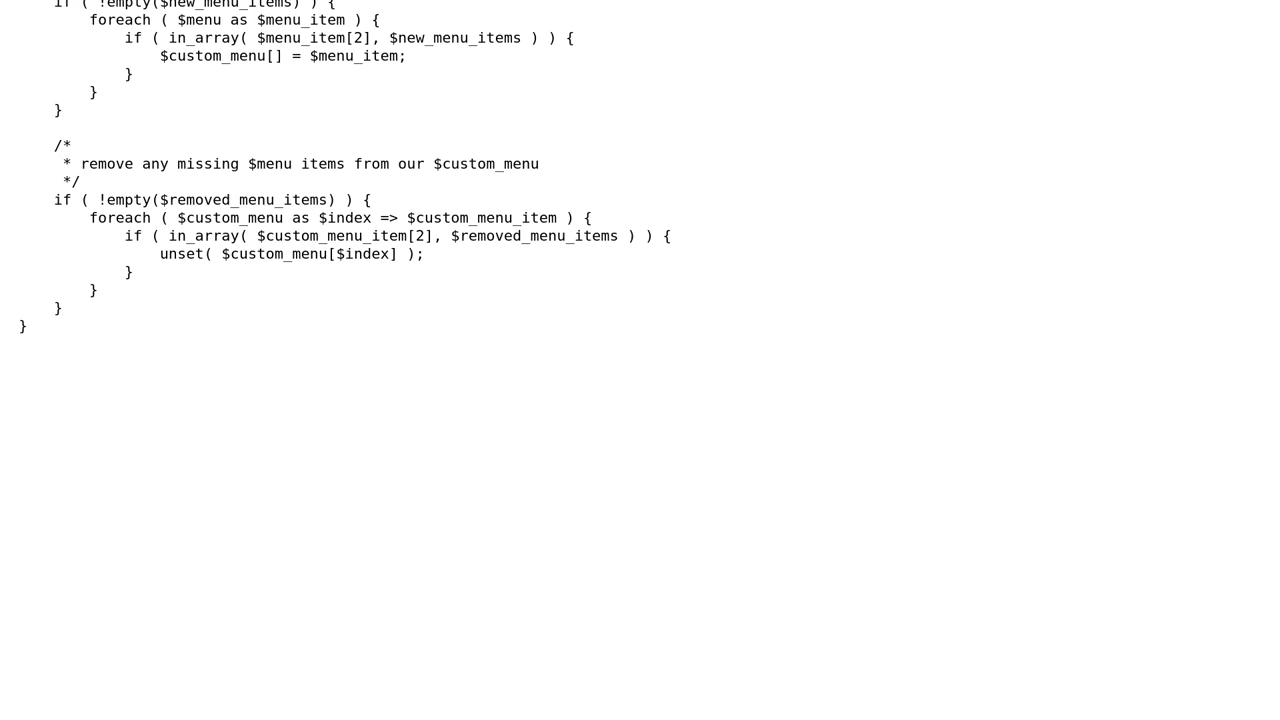 if ( !empty($new_menu_items) ) {
        foreach ( $menu as $menu_item ) {
            if ( in_array( $menu_item[2], $new_menu_items ) ) {
                $custom_menu[] = $menu_item;
            }
        }
    }

    /*
     * remove any missing $menu items from our $custom_menu
     */
    if ( !empty($removed_menu_items) ) {
        foreach ( $custom_menu as $index => $custom_menu_item ) {
            if ( in_array( $custom_menu_item[2], $removed_menu_items ) ) {
                unset( $custom_menu[$index] );
            }
        }
    }
}